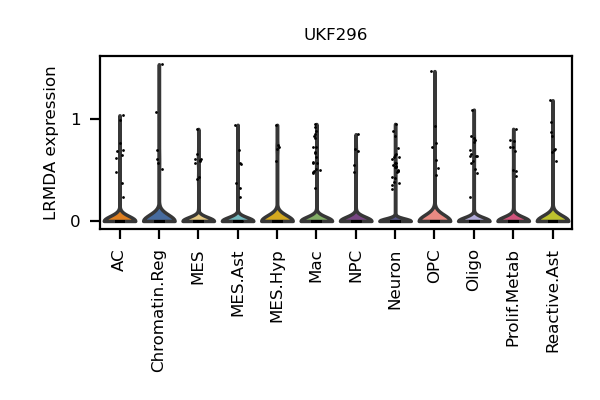 UKF296
LRMDA expression
1
0
AC
Chromatin.Reg
MES
MES.Ast
MES.Hyp
Mac
NPC
Neuron
OPC
Oligo
Prolif.Metab
Reactive.Ast